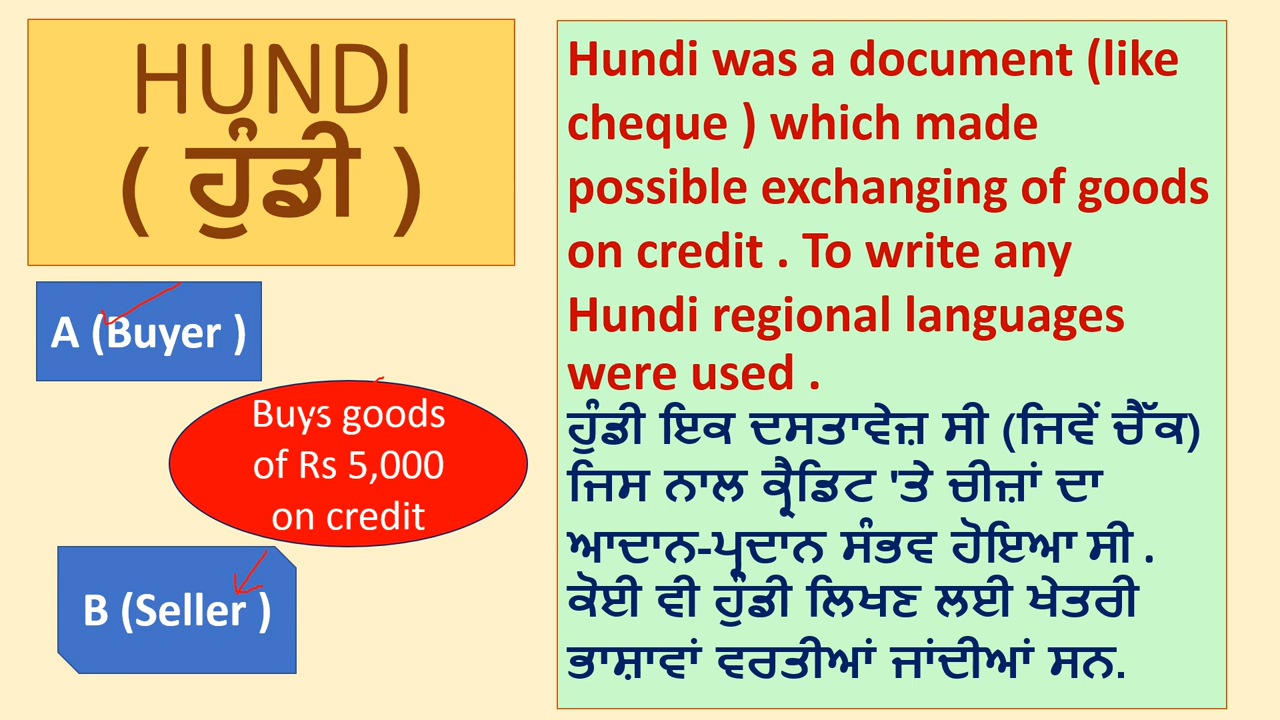 HUNDI
( ਹੁੰਡੀ )
A (Buyer )
Buys goods
of Rs 5,000
on credit
B (Seller )
Hundi was a document (like
cheque ) which made
possible exchanging of goods
on credit . To write any
Hundi regional languages
were used .
ਹੁੰਡੀ ਇਕ ਦਸਤਾਵੇਜ਼ ਸੀ (ਜਿਵੇਂ ਚੈੱਕ)
ਜਿਸ ਨਾਲ ਕ੍ਰੈਡਿਟ 'ਤੇ ਚੀਜ਼ਾਂ ਦਾ
ਆਦਾਨ-ਪ੍ਰਦਾਨ ਸੰਭਵ ਹੋਇਆ ਸੀ .
ਕੋਈ ਵੀ ਹੁੰਡੀ ਲਿਖਣ ਲਈ ਖੇਤਰੀ
ਭਾਸ਼ਾਵਾਂ ਵਰਤੀਆਂ ਜਾਂਦੀਆਂ ਸਨ.